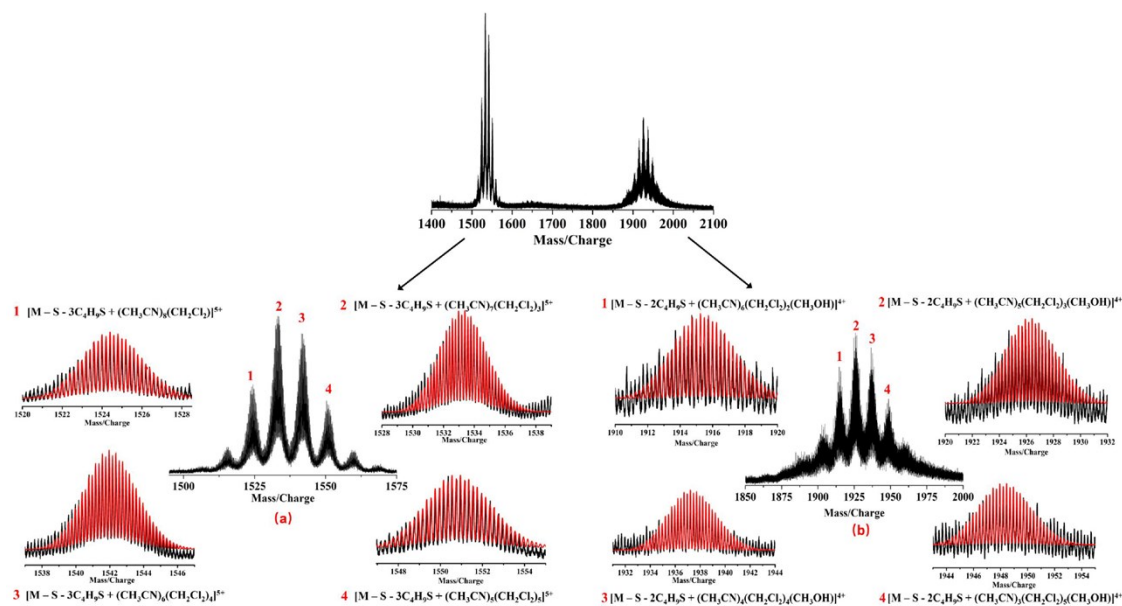 1400 1500 1600 1700 1800 1900 2000 2100
Mass/Charge
1 [M – S - 3C₄H₉S + (CH₃CN)₈(CH₂Cl₂)]⁵⁺
1520 1522 1524 1526 1528
Mass/Charge
2 [M – S - 3C₄H₉S + (CH₃CN)₇(CH₂Cl₂)₃]⁵⁺
1528 1530 1532 1534 1536 1538
Mass/Charge
1 2 3 4
1500 1525 1550 1575
Mass/Charge
(a)
1538 1540 1542 1544 1546
Mass/Charge
3 [M – S - 3C₄H₉S + (CH₃CN)₆(CH₂Cl₂)₄]⁵⁺
1548 1550 1552 1554
Mass/Charge
4 [M – S - 3C₄H₉S + (CH₃CN)₅(CH₂Cl₂)₅]⁵⁺
1 [M – S - 2C₄H₉S + (CH₃CN)₆(CH₂Cl₂)₂(CH₃OH)]⁴⁺
1910 1912 1914 1916 1918 1920
Mass/Charge
2 [M – S - 2C₄H₉S + (CH₃CN)₅(CH₂Cl₂)₃(CH₃OH)]⁴⁺
1920 1922 1924 1926 1928 1930 1932
Mass/Charge
1 2 3 4
1850 1875 1900 1925 1950 1975 2000
Mass/Charge
(b)
1932 1934 1936 1938 1940 1942 1944
Mass/Charge
3 [M – S - 2C₄H₉S + (CH₃CN)₄(CH₂Cl₂)₄(CH₃OH)]⁴⁺
1944 1946 1948 1950 1952 1954
Mass/Charge
4 [M – S - 2C₄H₉S + (CH₃CN)₃(CH₂Cl₂)₅(CH₃OH)]⁴⁺